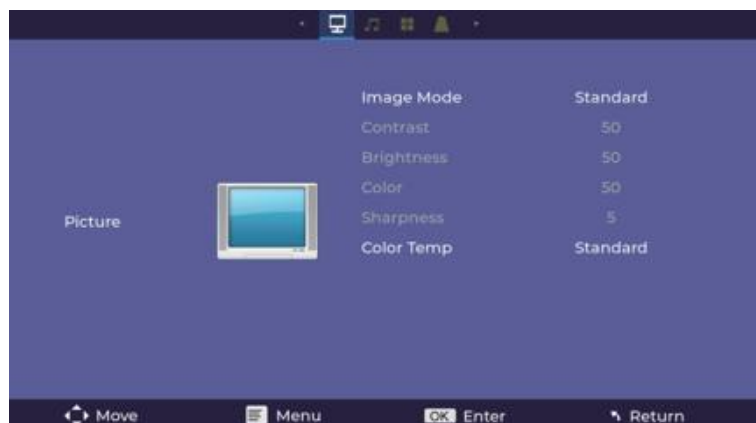 Image Mode Standard
Contrast 50
Brightness 50
Color 50
Picture
Sharpness 5
Color Temp Standard
Move Menu OK Enter Return